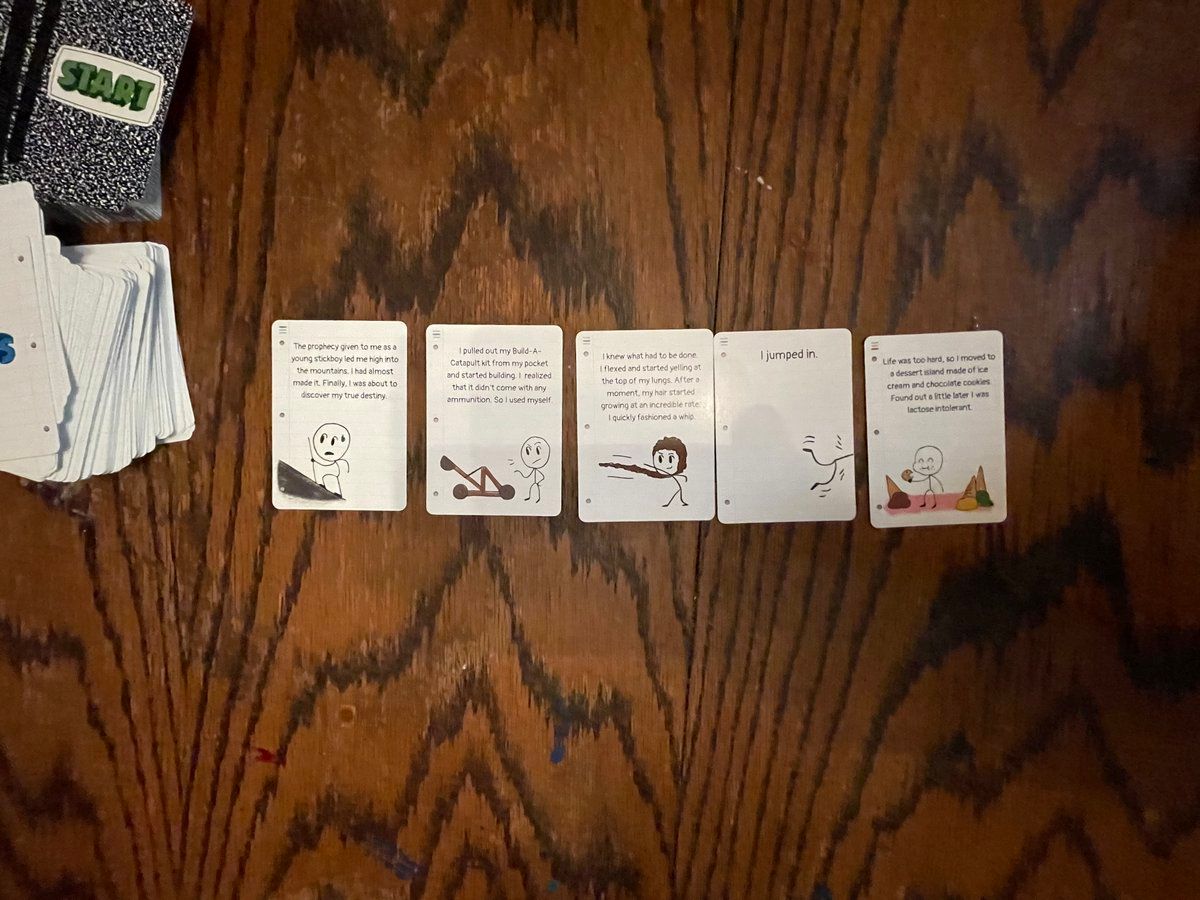 START
S
The prophecy given to me as a
young stickboy led me high into
the mountains. I had almost
made it. Finally, I was about to
discover my true destiny.
I pulled out my Build-A-
Catapult kit from my pocket
and started building. I realized
that it didn't come with any
ammunition. So I used myself.
I knew what had to be done.
I flexed and started yelling at
the top of my lungs. After a
moment, my hair started
growing at an incredible rate.
I quickly fashioned a whip.
I jumped in.
Life was too hard, so I moved to
a dessert island made of ice
cream and chocolate cookies.
Found out a little later I was
lactose intolerant.